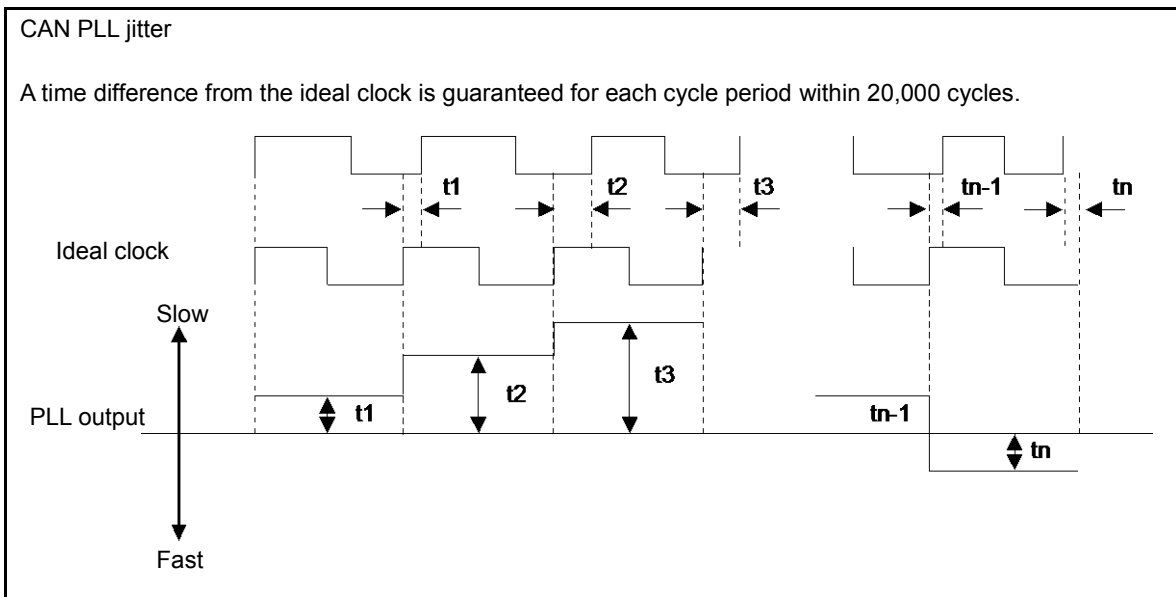 CAN PLL jitter
A time difference from the ideal clock is guaranteed for each cycle period within 20,000 cycles.
t1
t2
t3
tn-1
tn
Ideal clock
Slow
t1
t2
t3
PLL output
tn-1
tn
Fast